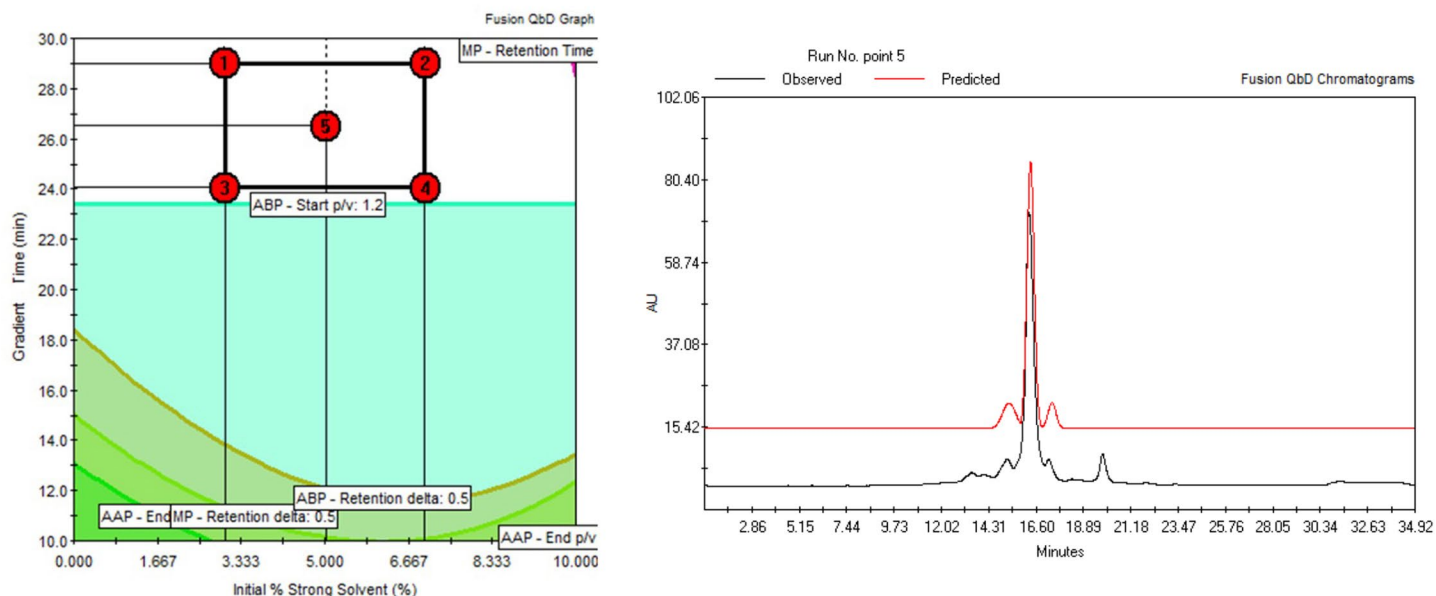 Fusion QbD Graph
30.0
MP - Retention Time
1
2
28.0
5
26.0
24.0
3
4
ABP - Start p/v: 1.2
22.0
20.0
Gradient Time (min)
18.0
16.0
14.0
12.0
ABP - Retention delta: 0.5
AAP - End
MP - Retention delta: 0.5
AAP - End p/v
10.0
0.000 1.667 3.333 5.000 6.667 8.333 10.000
Initial % Strong Solvent (%)
Run No. point 5
Observed Predicted
Fusion QbD Chromatograms
102.06
80.40
58.74
AU
37.08
15.42
2.86 5.15 7.44 9.73 12.02 14.31 16.60 18.89 21.18 23.47 25.76 28.05 30.34 32.63 34.92
Minutes